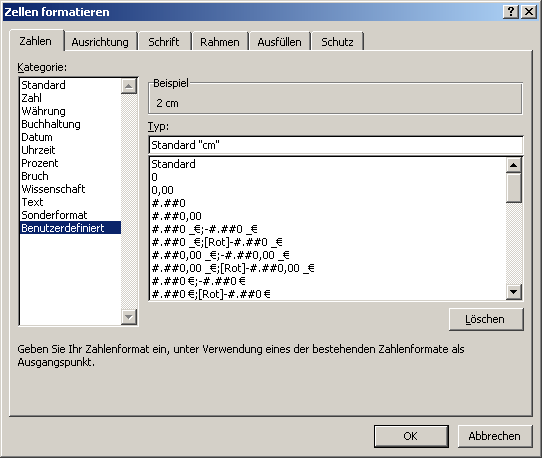 Zellen formatieren
Zahlen Ausrichtung Schrift Rahmen Ausfüllen Schutz
Kategorie:
Standard
Zahl
Währung
Buchhaltung
Datum
Uhrzeit
Prozent
Bruch
Wissenschaft
Text
Sonderformat
Benutzerdefiniert
Beispiel
2 cm
Typ:
Standard "cm"
Standard
0
0,00
#.##0
#.##0,00
#.##0 _€;-#.##0 _€
#.##0 _€;[Rot]-#.##0 _€
#.##0,00 _€;-#.##0,00 _€
#.##0,00 _€;[Rot]-#.##0,00 _€
#.##0 €;-#.##0 €
#.##0 €;[Rot]-#.##0 €
Löschen
Geben Sie Ihr Zahlenformat ein, unter Verwendung eines der bestehenden Zahlenformate als
Ausgangspunkt.
OK Abbrechen